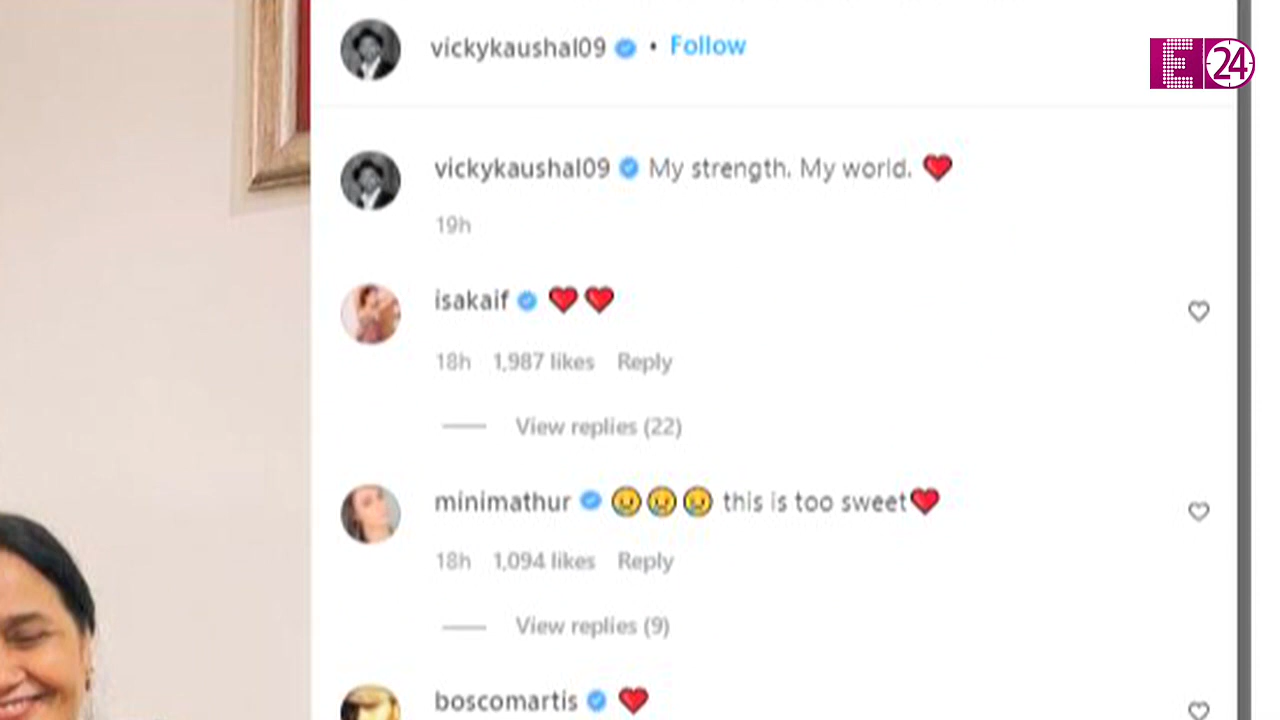 vickykaushal09 • Follow
E 24
vickykaushal09 My strength. My world. ❤️
19h
isakaif ❤️❤️
18h 1,987 likes Reply
View replies (22)
minimathur 😢😢😢 this is too sweet❤️
18h 1,094 likes Reply
View replies (9)
boscomartis ❤️